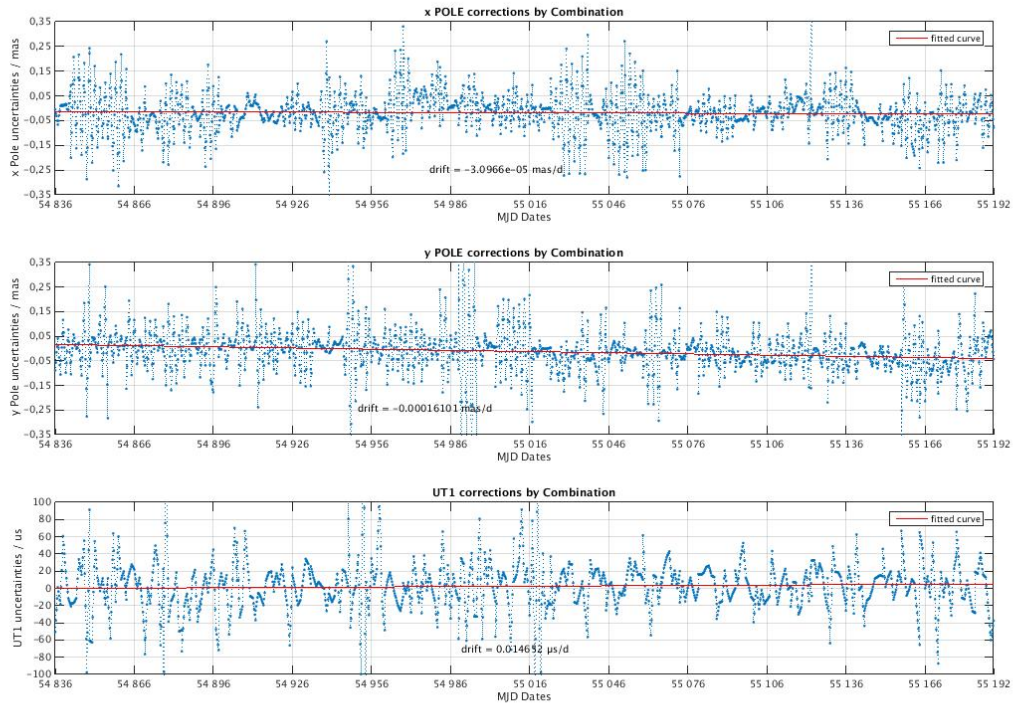 x POLE corrections by Combination
x Pole uncertainties / mas
0,35
0,25
0,15
0,05
−0,05
−0,15
−0,25
−0,35
fitted curve
drift = −3.0966e−05 mas/d
54 836 54 866 54 896 54 926 54 956 54 986 55 016 55 046 55 076 55 106 55 136 55 166 55 192
MJD Dates
y POLE corrections by Combination
y Pole uncertainties / mas
0,35
0,25
0,15
0,05
−0,05
−0,15
−0,25
−0,35
fitted curve
drift = −0.00016101 mas/d
54 836 54 866 54 896 54 926 54 956 54 986 55 016 55 046 55 076 55 106 55 136 55 166 55 192
MJD Dates
UT1 corrections by Combination
UT1 uncertainties / us
100
80
60
40
20
0
−20
−40
−60
−80
−100
fitted curve
drift = 0.014632 µs/d
54 836 54 866 54 896 54 926 54 956 54 986 55 016 55 046 55 076 55 106 55 136 55 166 55 192
MJD Dates